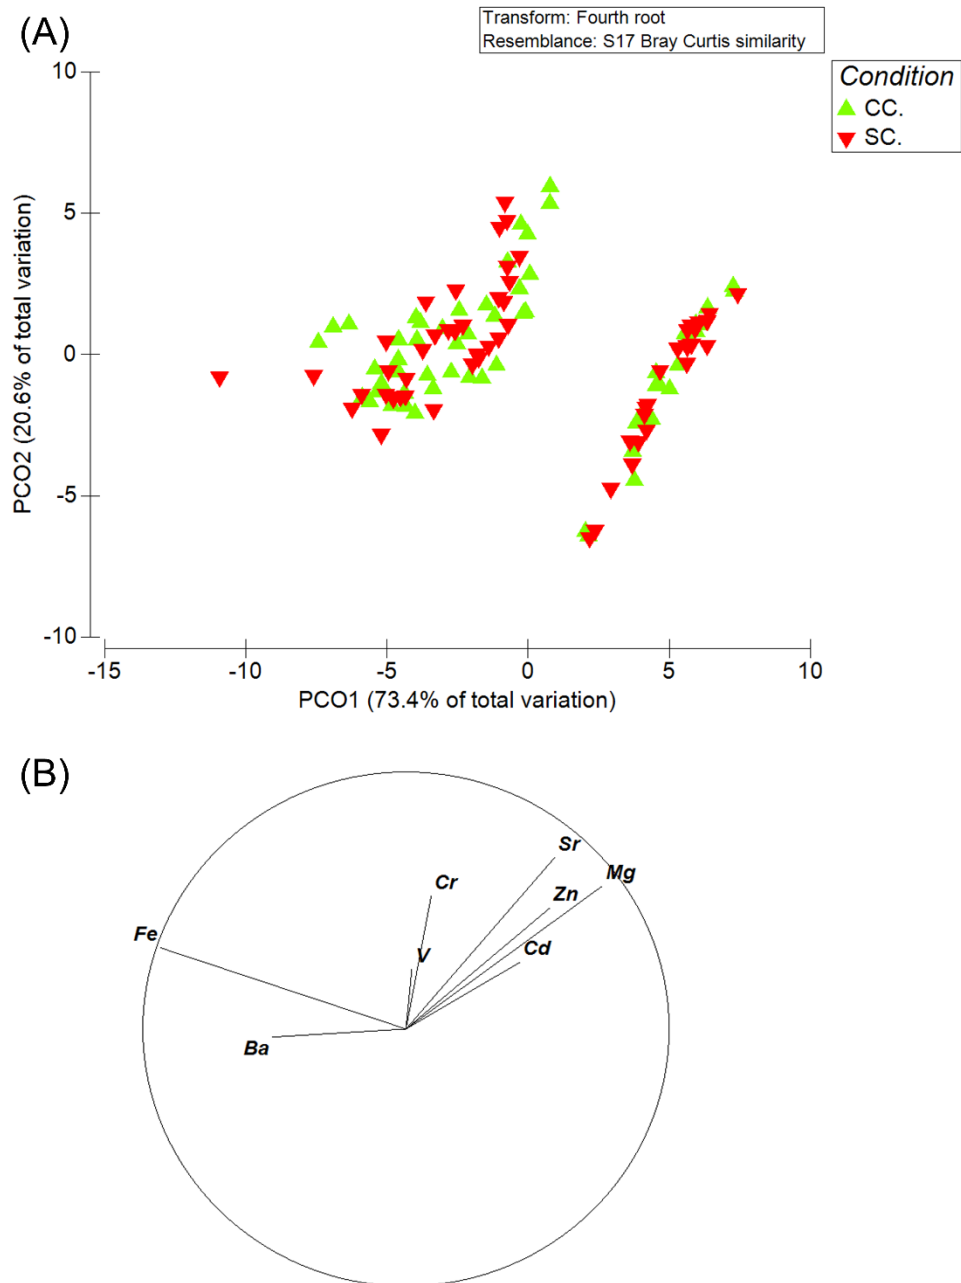 (A)
Transform: Fourth root
Resemblance: S17 Bray Curtis similarity
Condition
CC.
SC.
10
5
0
-5
-10
PCO2 (20.6% of total variation)
-15
-10
-5
0
5
10
PCO1 (73.4% of total variation)
(B)
Sr
Mg
Cr
Zn
Fe
V
Cd
Ba